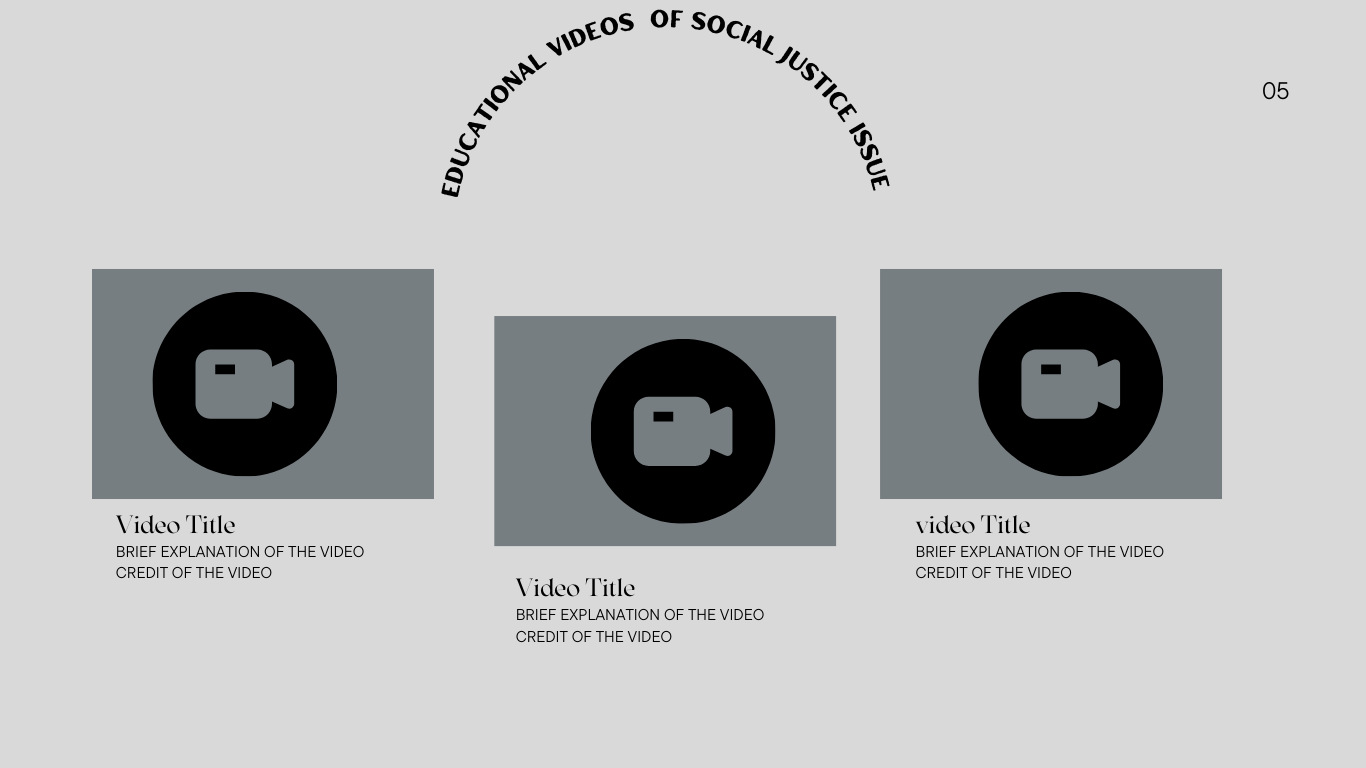 EDUCATIONAL VIDEOS OF SOCIAL JUSTICE ISSUE
05
Video Title
BRIEF EXPLANATION OF THE VIDEO
CREDIT OF THE VIDEO
Video Title
BRIEF EXPLANATION OF THE VIDEO
CREDIT OF THE VIDEO
video Title
BRIEF EXPLANATION OF THE VIDEO
CREDIT OF THE VIDEO